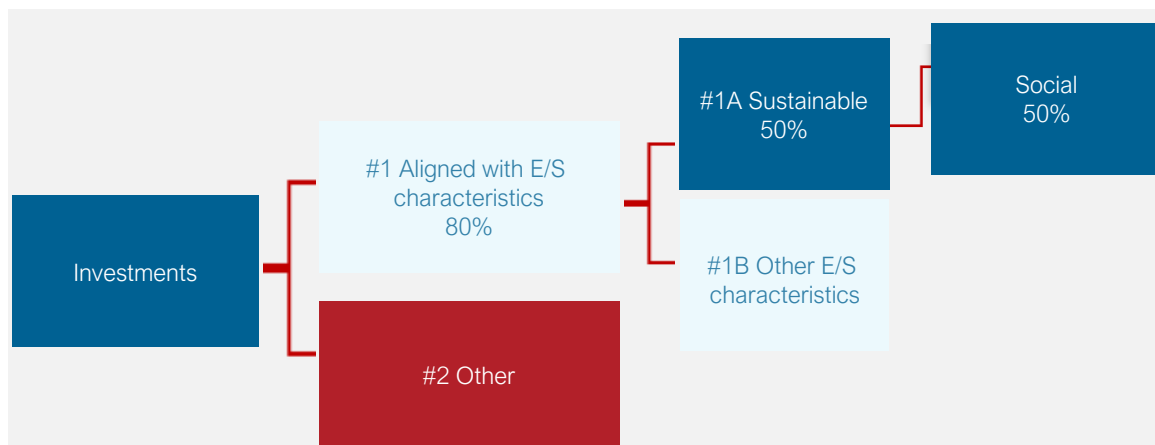 Investments
#1 Aligned with E/S
characteristics
80%
#2 Other
#1A Sustainable
50%
#1B Other E/S
characteristics
Social
50%